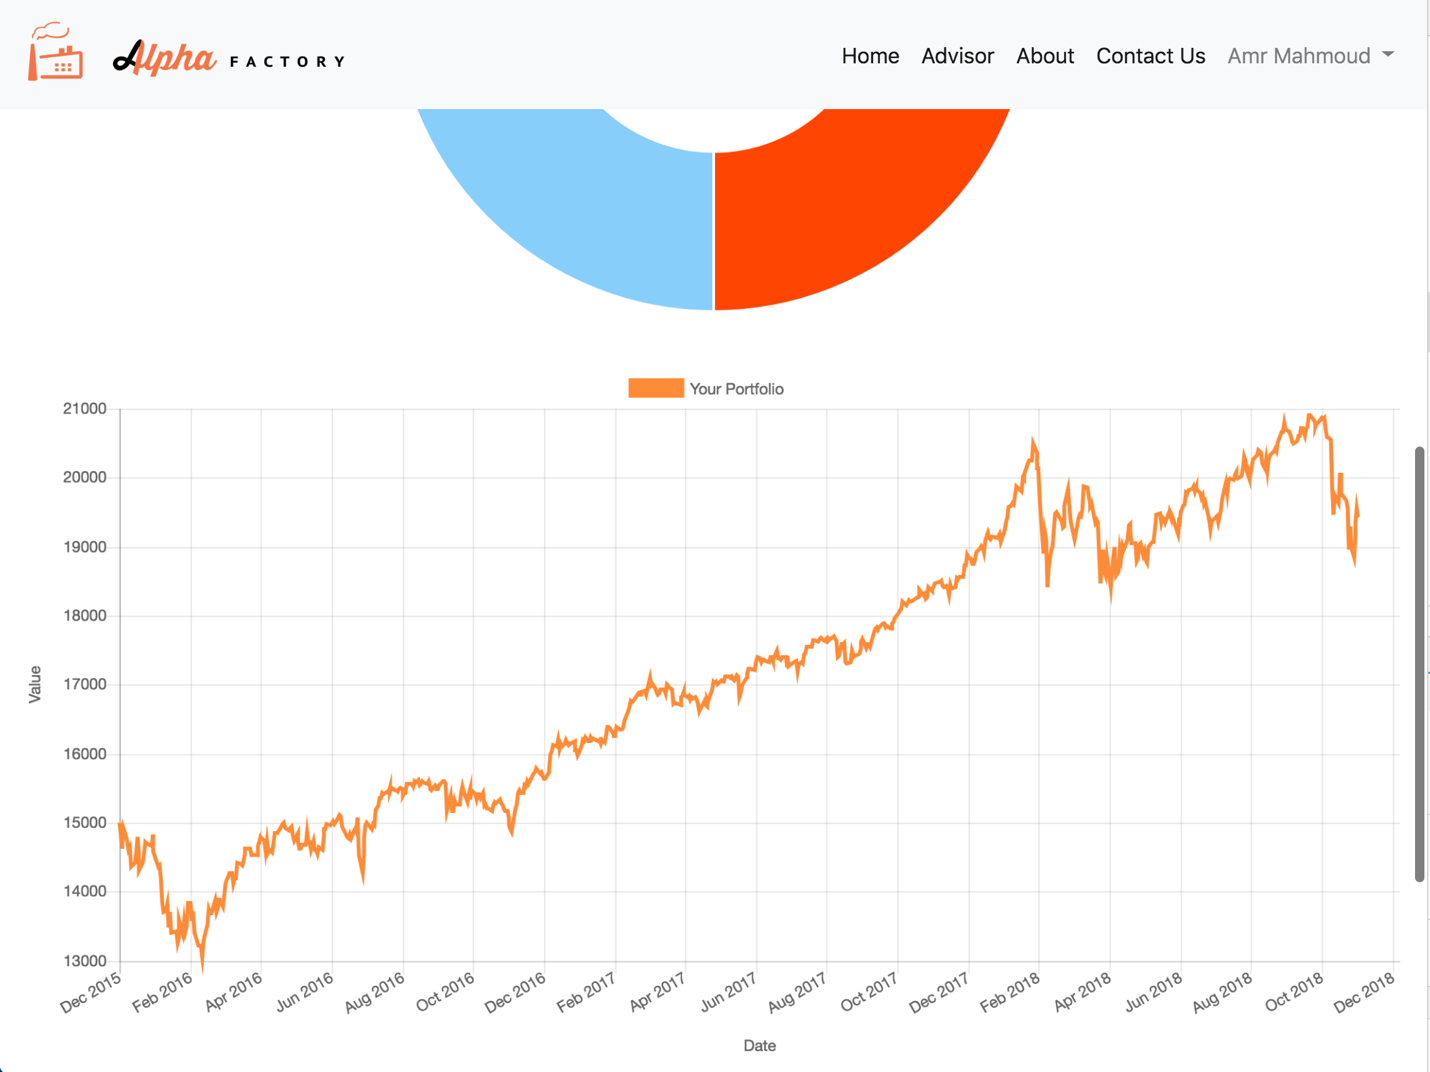 Alpha FACTORY
Home Advisor About Contact Us Amr Mahmoud
Your Portfolio
21000
20000
19000
18000
17000
16000
15000
14000
13000
Value
Dec 2015 Feb 2016 Apr 2016 Jun 2016 Aug 2016 Oct 2016 Dec 2016 Feb 2017 Apr 2017 Jun 2017 Aug 2017 Oct 2017 Dec 2017 Feb 2018 Apr 2018 Jun 2018 Aug 2018 Oct 2018 Dec 2018
Date